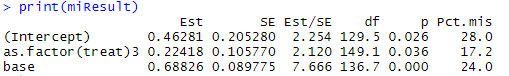 > print(miResult)
Est SE Est/SE df p Pct.mis
(Intercept) 0.46281 0.205280 2.254 129.5 0.026 28.0
as.factor(treat)3 0.22418 0.105770 2.120 149.1 0.036 17.2
base 0.68826 0.089775 7.666 136.7 0.000 24.0